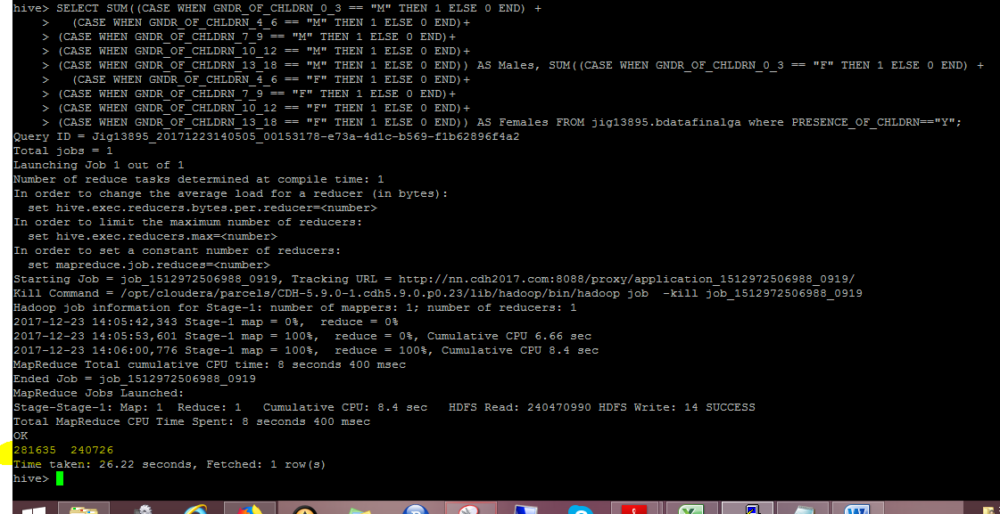 hive> SELECT SUM((CASE WHEN GNDR_OF_CHLDRN_0_3 == "M" THEN 1 ELSE 0 END) +
    >   (CASE WHEN GNDR_OF_CHLDRN_4_6 == "M" THEN 1 ELSE 0 END)+
    > (CASE WHEN GNDR_OF_CHLDRN_7_9 == "M" THEN 1 ELSE 0 END)+
    > (CASE WHEN GNDR_OF_CHLDRN_10_12 == "M" THEN 1 ELSE 0 END)+
    > (CASE WHEN GNDR_OF_CHLDRN_13_18 == "M" THEN 1 ELSE 0 END)) AS Males, SUM((CASE WHEN GNDR_OF_CHLDRN_0_3 == "F" THEN 1 ELSE 0 END) +
    >   (CASE WHEN GNDR_OF_CHLDRN_4_6 == "F" THEN 1 ELSE 0 END)+
    > (CASE WHEN GNDR_OF_CHLDRN_7_9 == "F" THEN 1 ELSE 0 END)+
    > (CASE WHEN GNDR_OF_CHLDRN_10_12 == "F" THEN 1 ELSE 0 END)+
    > (CASE WHEN GNDR_OF_CHLDRN_13_18 == "F" THEN 1 ELSE 0 END)) AS Females FROM jig13895.bdatafinalga where PRESENCE_OF_CHLDRN=="Y";
Query ID = Jig13895_20171223140505_00153178-e73a-4d1c-b569-f1b62896f4a2
Total jobs = 1
Launching Job 1 out of 1
Number of reduce tasks determined at compile time: 1
In order to change the average load for a reducer (in bytes):
  set hive.exec.reducers.bytes.per.reducer=<number>
In order to limit the maximum number of reducers:
  set hive.exec.reducers.max=<number>
In order to set a constant number of reducers:
  set mapreduce.job.reduces=<number>
Starting Job = job_1512972506988_0919, Tracking URL = http://nn.cdh2017.com:8088/proxy/application_1512972506988_0919/
Kill Command = /opt/cloudera/parcels/CDH-5.9.0-1.cdh5.9.0.p0.23/lib/hadoop/bin/hadoop job  -kill job_1512972506988_0919
Hadoop job information for Stage-1: number of mappers: 1; number of reducers: 1
2017-12-23 14:05:42,343 Stage-1 map = 0%,  reduce = 0%
2017-12-23 14:05:53,601 Stage-1 map = 100%,  reduce = 0%, Cumulative CPU 6.66 sec
2017-12-23 14:06:00,776 Stage-1 map = 100%,  reduce = 100%, Cumulative CPU 8.4 sec
MapReduce Total cumulative CPU time: 8 seconds 400 msec
Ended Job = job_1512972506988_0919
MapReduce Jobs Launched:
Stage-Stage-1: Map: 1  Reduce: 1   Cumulative CPU: 8.4 sec   HDFS Read: 240470990 HDFS Write: 14 SUCCESS
Total MapReduce CPU Time Spent: 8 seconds 400 msec
OK
281635  240726
Time taken: 26.22 seconds, Fetched: 1 row(s)
hive>